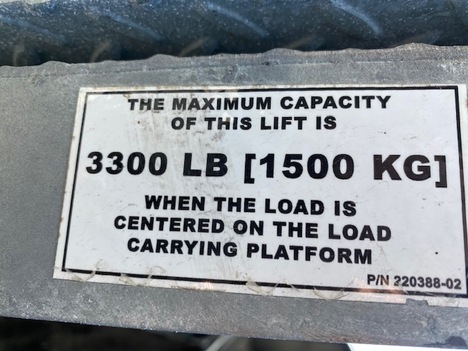 THE MAXIMUM CAPACITY
OF THIS LIFT IS
3300 LB [1500 KG]
WHEN THE LOAD IS
CENTERED ON THE LOAD
CARRYING PLATFORM
P/N 220388-02